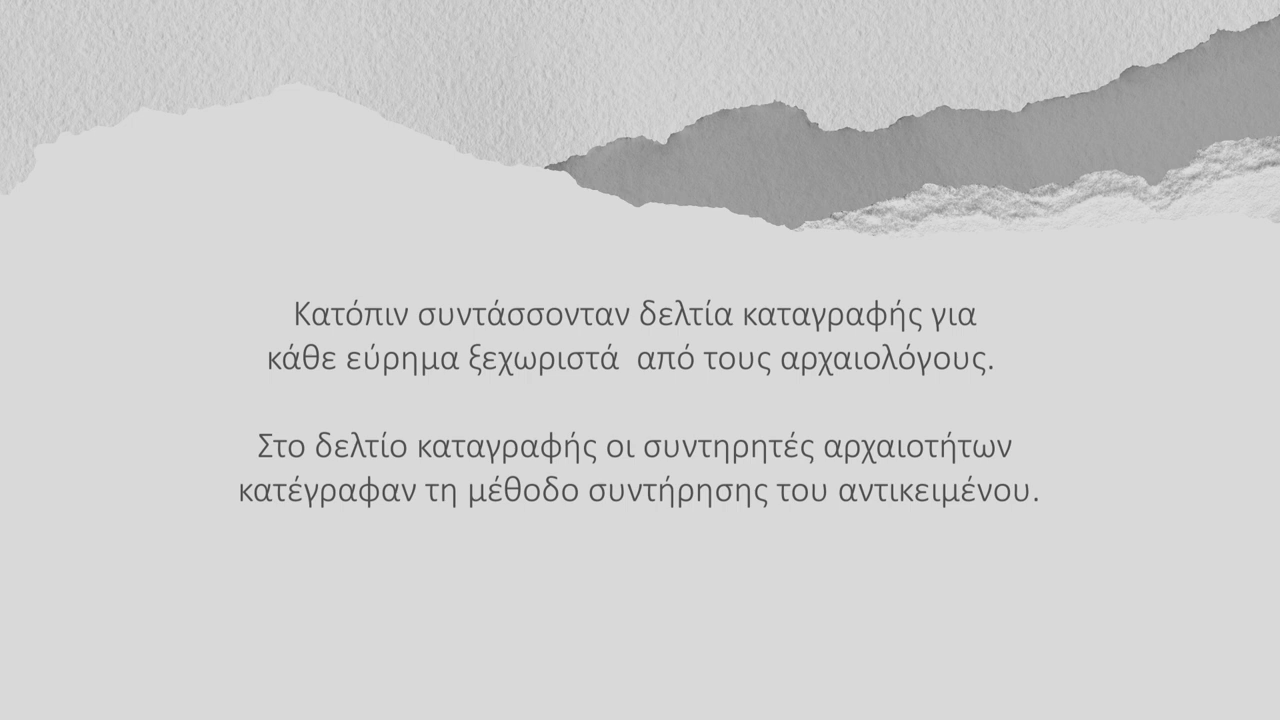 Κατόπιν συντάσσονταν δελτία καταγραφής για
κάθε εύρημα ξεχωριστά  από τους αρχαιολόγους.
Στο δελτίο καταγραφής οι συντηρητές αρχαιοτήτων
κατέγραφαν τη μέθοδο συντήρησης του αντικειμένου.